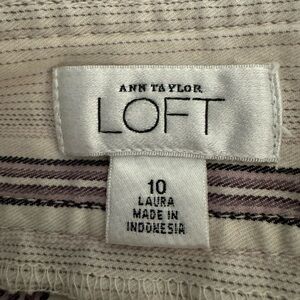 ANN TAYLOR
LOFT
10
LAURA
MADE IN
INDONESIA